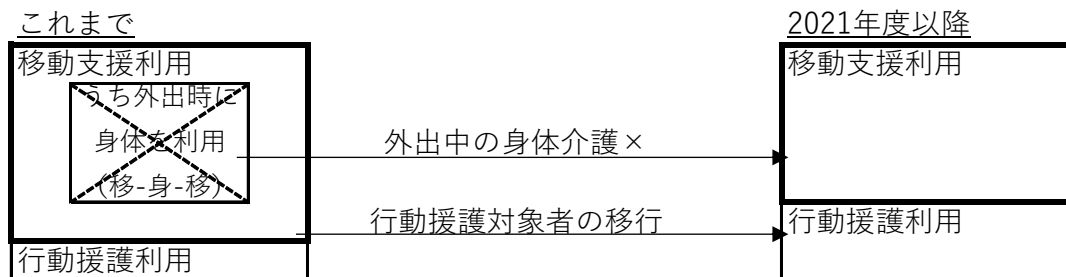 これまで
2021年度以降
移動支援利用
移動支援利用
うち外出時に
身体を利用
(移-身-移)
外出中の身体介護×
行動援護対象者の移行
行動援護利用
行動援護利用